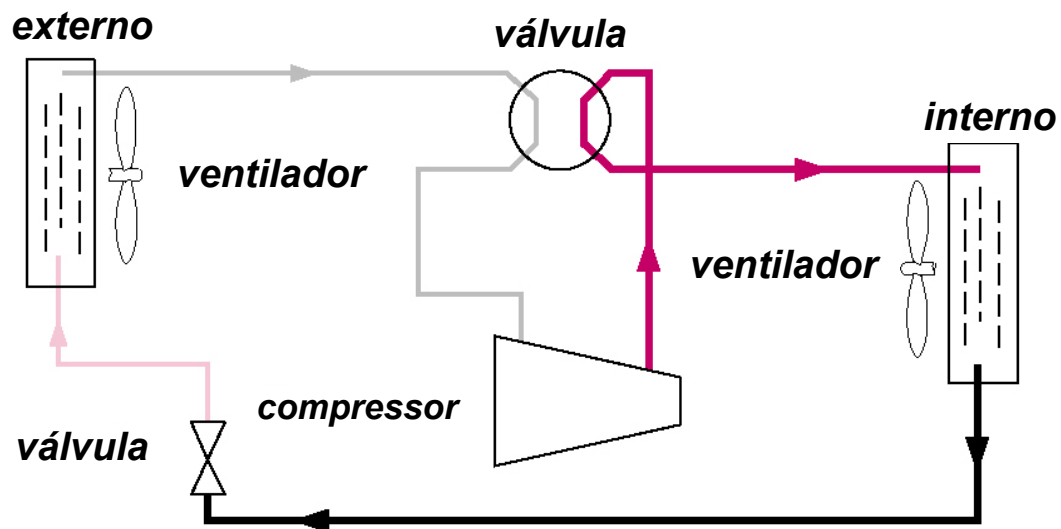 externo
válvula
interno
ventilador
ventilador
compressor
válvula